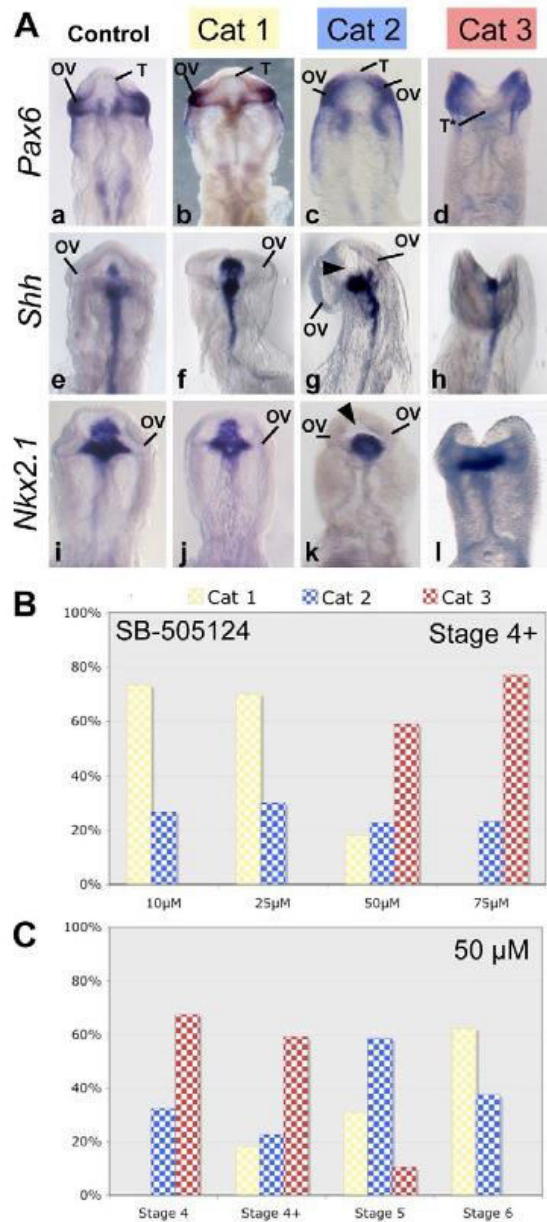 A Control Cat 1 Cat 2 Cat 3
Pax6
OV T OV T T OV OV T*
a b c d
Shh
OV OV OV OV
e f g h
Nkx2.1
OV OV OV OV
i j k l
B Cat 1 Cat 2 Cat 3
SB-505124 Stage 4+
100%
80%
60%
40%
20%
0%
10µM 25µM 50µM 75µM
C 50 µM
100%
80%
60%
40%
20%
0%
Stage 4 Stage 4+ Stage 5 Stage 6